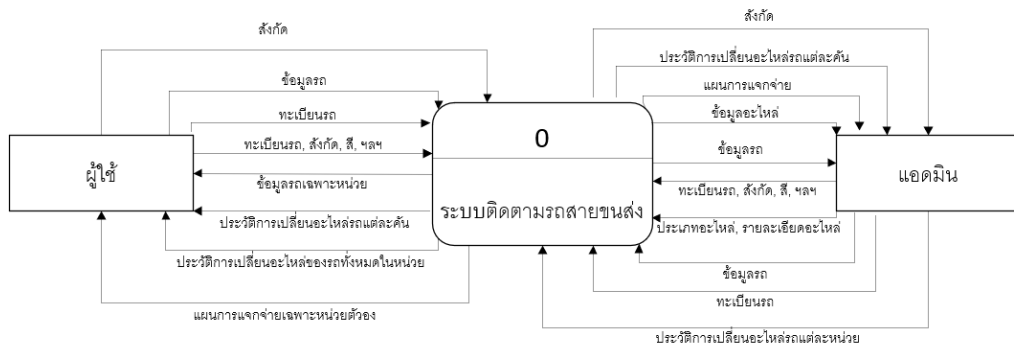 สังกัด
สังกัด
ประวัติการเปลี่ยนอะไหล่รถแต่ละคัน
ข้อมูลรถ
แผนการแจกจ่าย
ทะเบียนรถ
ข้อมูลอะไหล่
0
ทะเบียนรถ, สังกัด, สี, ฯลฯ
ข้อมูลรถ
ผู้ใช้
แอดมิน
ข้อมูลรถเฉพาะหน่วย
ทะเบียนรถ, สังกัด, สี, ฯลฯ
ระบบติดตามรถสายขนส่ง
ประวัติการเปลี่ยนอะไหล่รถแต่ละคัน
ประเภทอะไหล่, รายละเอียดอะไหล่
ประวัติการเปลี่ยนอะไหล่ของรถทั้งหมดในหน่วย
ข้อมูลรถ
ทะเบียนรถ
แผนการแจกจ่ายเฉพาะหน่วยตัวอง
ประวัติการเปลี่ยนอะไหล่รถแต่ละหน่วย